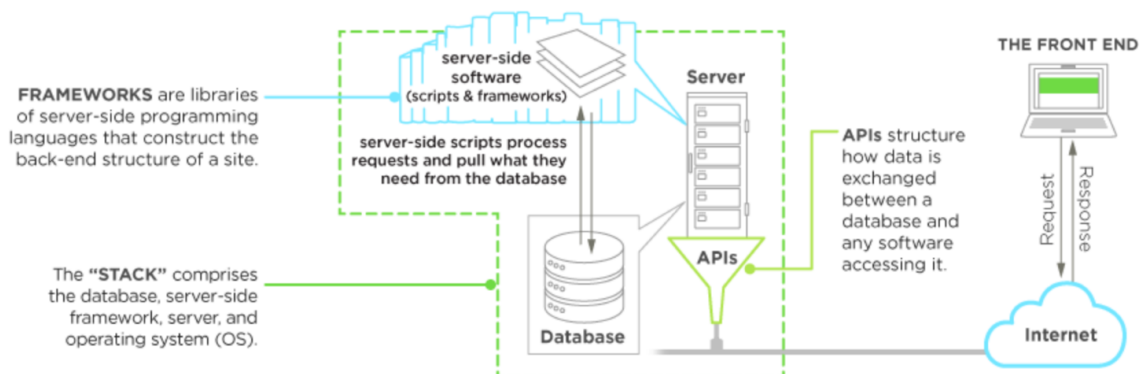 FRAMEWORKS are libraries
of server-side programming
languages that construct the
back-end structure of a site.
The “STACK” comprises
the database, server-side
framework, server, and
operating system (OS).
server-side
software
(scripts & frameworks)
server-side scripts process
requests and pull what they
need from the database
Database
Server
APIs
APIs structure
how data is
exchanged
between a
database and
any software
accessing it.
THE FRONT END
Request
Response
Internet